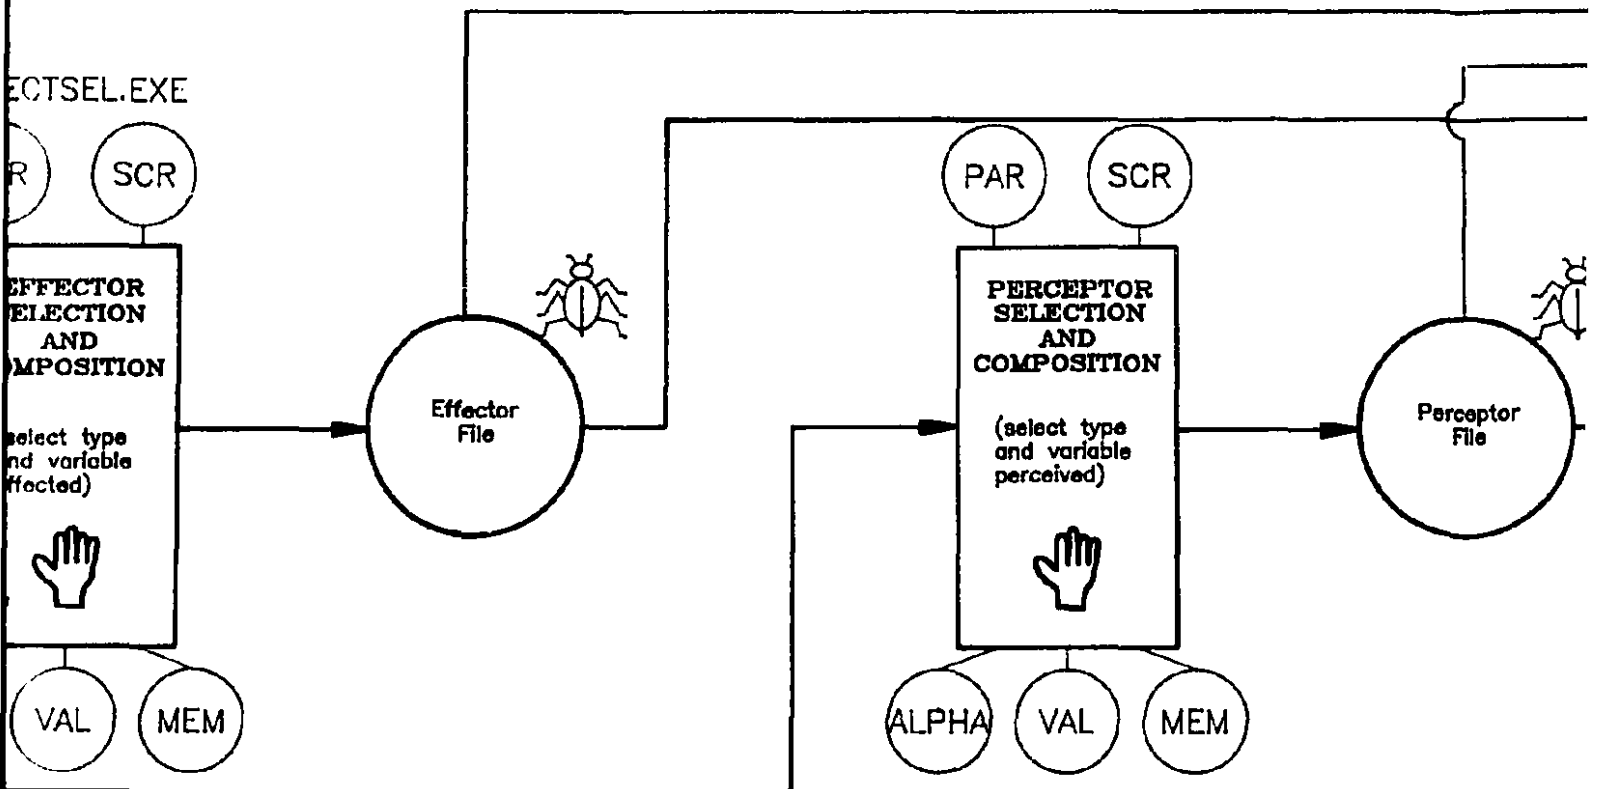 ECTSEL.EXE
R
SCR
PAR
SCR
EFFECTOR
ELECTION
AND
MPOSITION
select type
nd variable
ffected)
Effector
File
PERCEPTOR
SELECTION
AND
COMPOSITION
(select type
and variable
perceived)
Perceptor
File
VAL
MEM
ALPHA
VAL
MEM